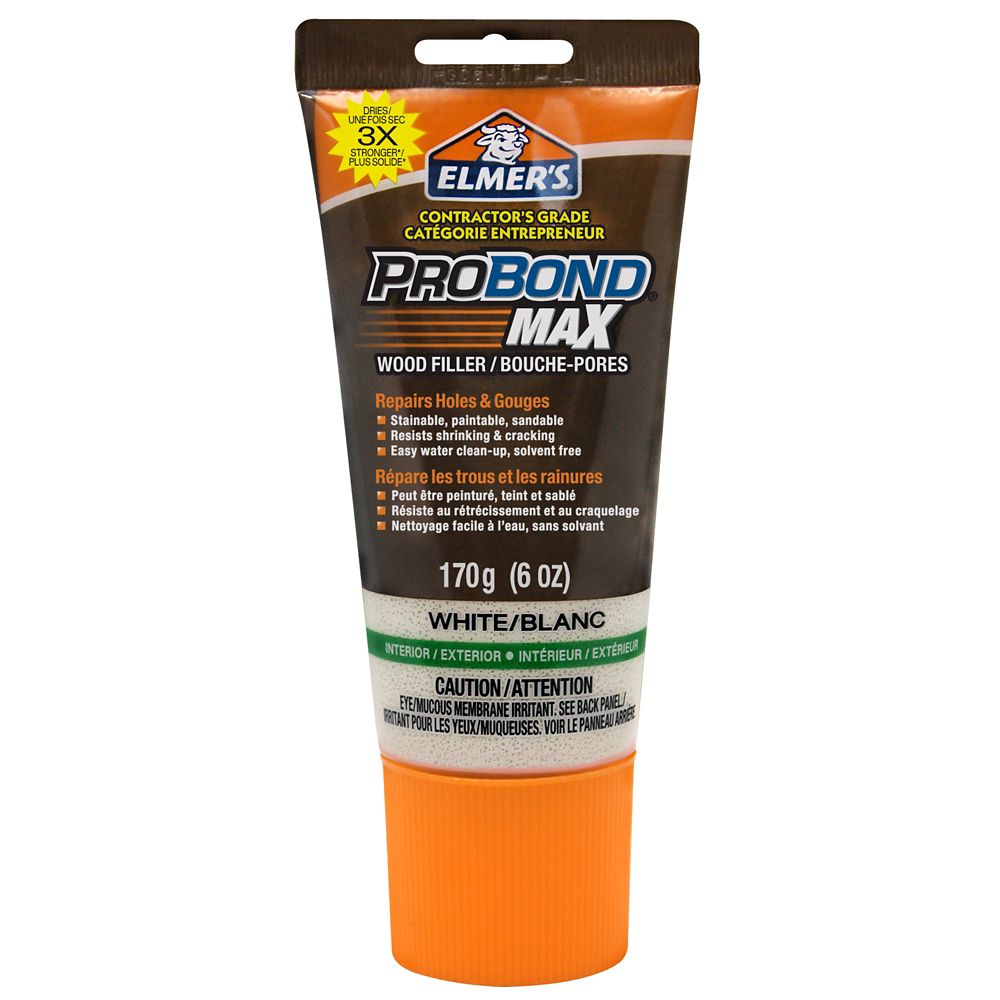 DRIES/
UNE FOIS SEC
3X
STRONGER*/
PLUS SOLIDE*
ELMER'S
CONTRACTOR'S GRADE
CATÉGORIE ENTREPRENEUR
PROBOND®
MAX
WOOD FILLER / BOUCHE-PORES
Repairs Holes & Gouges
Stainable, paintable, sandable
Resists shrinking & cracking
Easy water clean-up, solvent free
Répare les trous et les rainures
Peut être peinturé, teint et sablé
Résiste au rétrécissement et au craquelage
Nettoyage facile à l'eau, sans solvant
170g (6 OZ)
WHITE/BLANC
INTERIOR / EXTERIOR • INTÉRIEUR / EXTÉRIEUR
CAUTION/ATTENTION
EYE/MUCOUS MEMBRANE IRRITANT. SEE BACK PANEL./
IRRITANT POUR LES YEUX/MUQUEUSES. VOIR LE PANNEAU ARRIÈRE